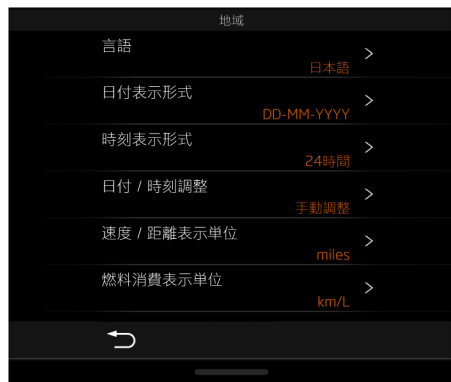 地域
言語
日本語
日付表示形式
DD-MM-YYYY
時刻表示形式
24時間
日付 / 時刻調整
手動調整
速度 / 距離表示単位
miles
燃料消費表示単位
km/L